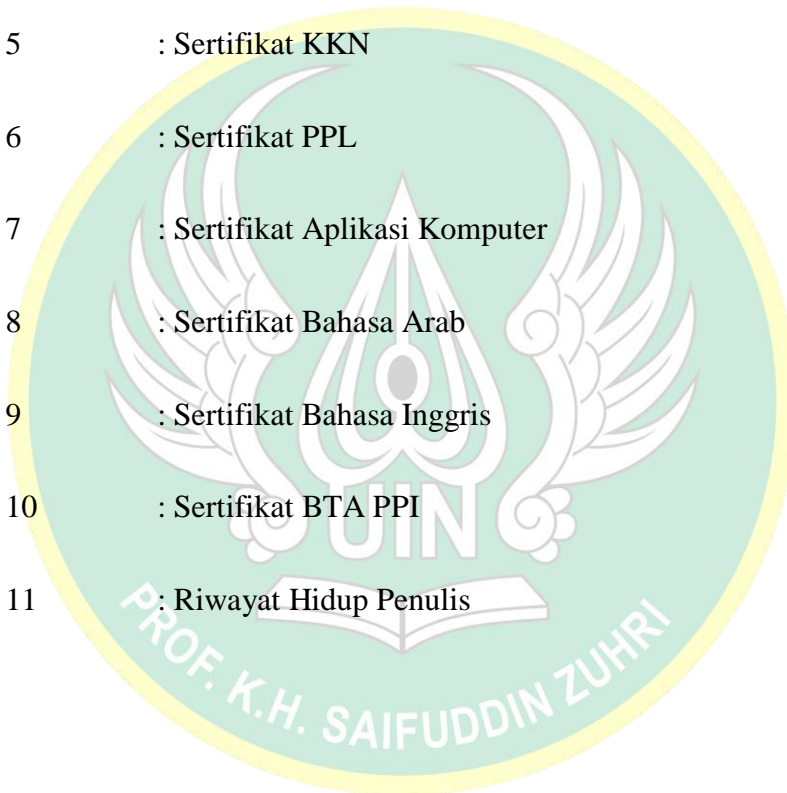 5 : Sertifikat KKN
6 : Sertifikat PPL
7 : Sertifikat Aplikasi Komputer
8 : Sertifikat Bahasa Arab
9 : Sertifikat Bahasa Inggris
10 : Sertifikat BTA PPI
UIN
11 : Riwayat Hidup Penulis
PROF. K.H. SAIFUDDIN ZUHRI